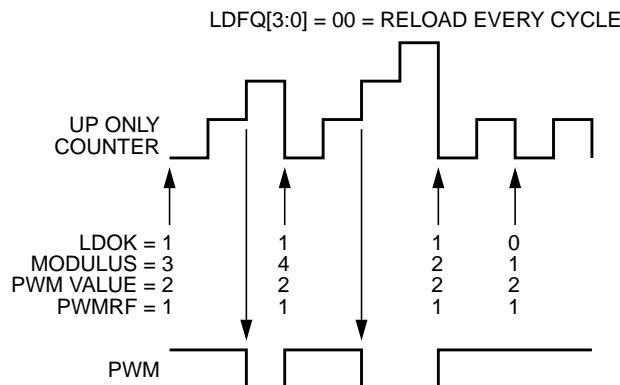 LDFQ[3:0] = 00 = RELOAD EVERY CYCLE
UP ONLY
COUNTER
LDOK = 1 1 1 0
MODULUS = 3 4 2 1
PWM VALUE = 2 2 2 2
PWMRF = 1 1 1 1
PWM